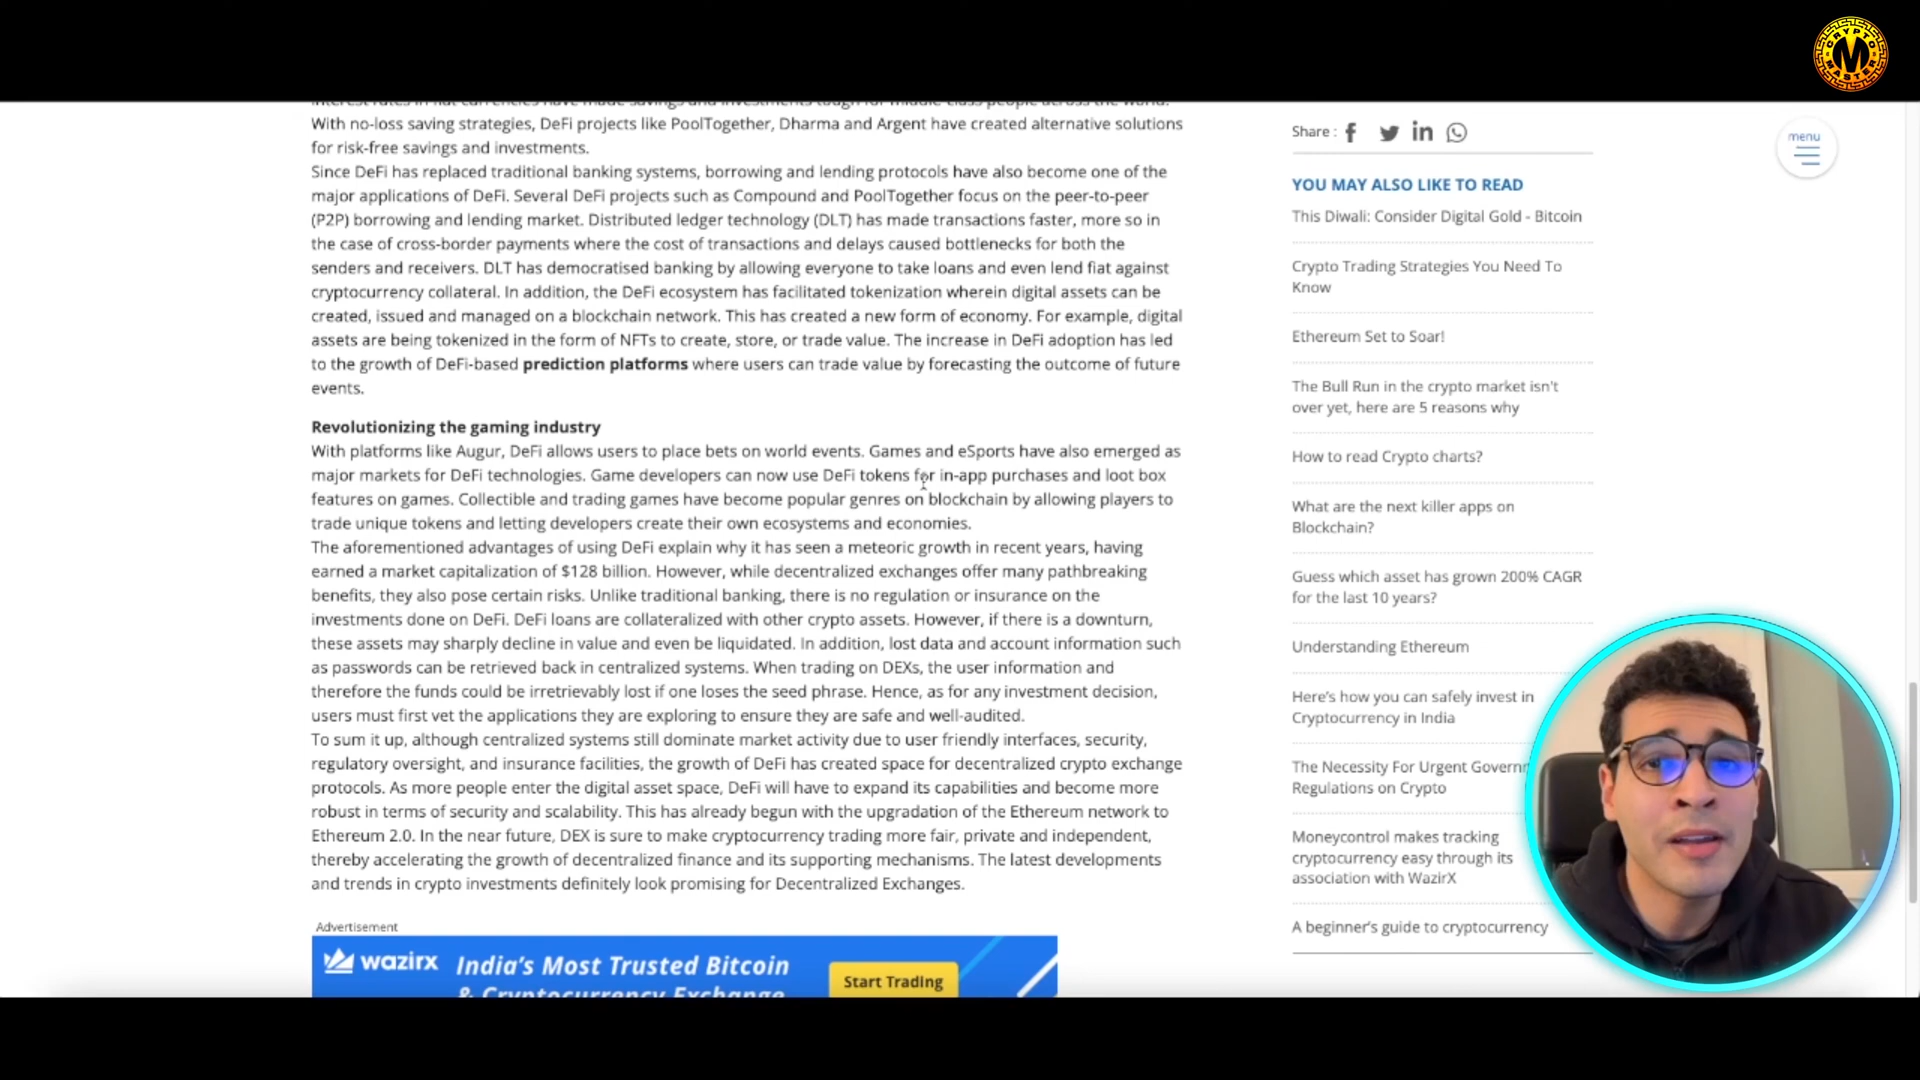 CRYPTO
M
MASTER
menu
interest rates in fiat currencies have made savings and investments tough for middle-class people across the world.
With no-loss saving strategies, DeFi projects like PoolTogether, Dharma and Argent have created alternative solutions
for risk-free savings and investments.
Since DeFi has replaced traditional banking systems, borrowing and lending protocols have also become one of the
major applications of DeFi. Several DeFi projects such as Compound and PoolTogether focus on the peer-to-peer
(P2P) borrowing and lending market. Distributed ledger technology (DLT) has made transactions faster, more so in
the case of cross-border payments where the cost of transactions and delays caused bottlenecks for both the
senders and receivers. DLT has democratised banking by allowing everyone to take loans and even lend fiat against
cryptocurrency collateral. In addition, the DeFi ecosystem has facilitated tokenization wherein digital assets can be
created, issued and managed on a blockchain network. This has created a new form of economy. For example, digital
assets are being tokenized in the form of NFTs to create, store, or trade value. The increase in DeFi adoption has led
to the growth of DeFi-based prediction platforms where users can trade value by forecasting the outcome of future
events.
Revolutionizing the gaming industry
With platforms like Augur, DeFi allows users to place bets on world events. Games and eSports have also emerged as
major markets for DeFi technologies. Game developers can now use DeFi tokens for in-app purchases and loot box
features on games. Collectible and trading games have become popular genres on blockchain by allowing players to
trade unique tokens and letting developers create their own ecosystems and economies.
The aforementioned advantages of using DeFi explain why it has seen a meteoric growth in recent years, having
earned a market capitalization of $128 billion. However, while decentralized exchanges offer many pathbreaking
benefits, they also pose certain risks. Unlike traditional banking, there is no regulation or insurance on the
investments done on DeFi. DeFi loans are collateralized with other crypto assets. However, if there is a downturn,
these assets may sharply decline in value and even be liquidated. In addition, lost data and account information such
as passwords can be retrieved back in centralized systems. When trading on DEXs, the user information and
therefore the funds could be irretrievably lost if one loses the seed phrase. Hence, as for any investment decision,
users must first vet the applications they are exploring to ensure they are safe and well-audited.
To sum it up, although centralized systems still dominate market activity due to user friendly interfaces, security,
regulatory oversight, and insurance facilities, the growth of DeFi has created space for decentralized crypto exchange
protocols. As more people enter the digital asset space, DeFi will have to expand its capabilities and become more
robust in terms of security and scalability. This has already begun with the upgradation of the Ethereum network to
Ethereum 2.0. In the near future, DEX is sure to make cryptocurrency trading more fair, private and independent,
thereby accelerating the growth of decentralized finance and its supporting mechanisms. The latest developments
and trends in crypto investments definitely look promising for Decentralized Exchanges.
Advertisement
wazirx
India's Most Trusted Bitcoin
& Cryptocurrency Exchange
Start Trading
Share :
YOU MAY ALSO LIKE TO READ
This Diwali: Consider Digital Gold - Bitcoin
Crypto Trading Strategies You Need To
Know
Ethereum Set to Soar!
The Bull Run in the crypto market isn't
over yet, here are 5 reasons why
How to read Crypto charts?
What are the next killer apps on
Blockchain?
Guess which asset has grown 200% CAGR
for the last 10 years?
Understanding Ethereum
Here's how you can safely invest in
Cryptocurrency in India
The Necessity For Urgent Governm
Regulations on Crypto
Moneycontrol makes tracking
cryptocurrency easy through its
association with WazirX
A beginner's guide to cryptocurrency